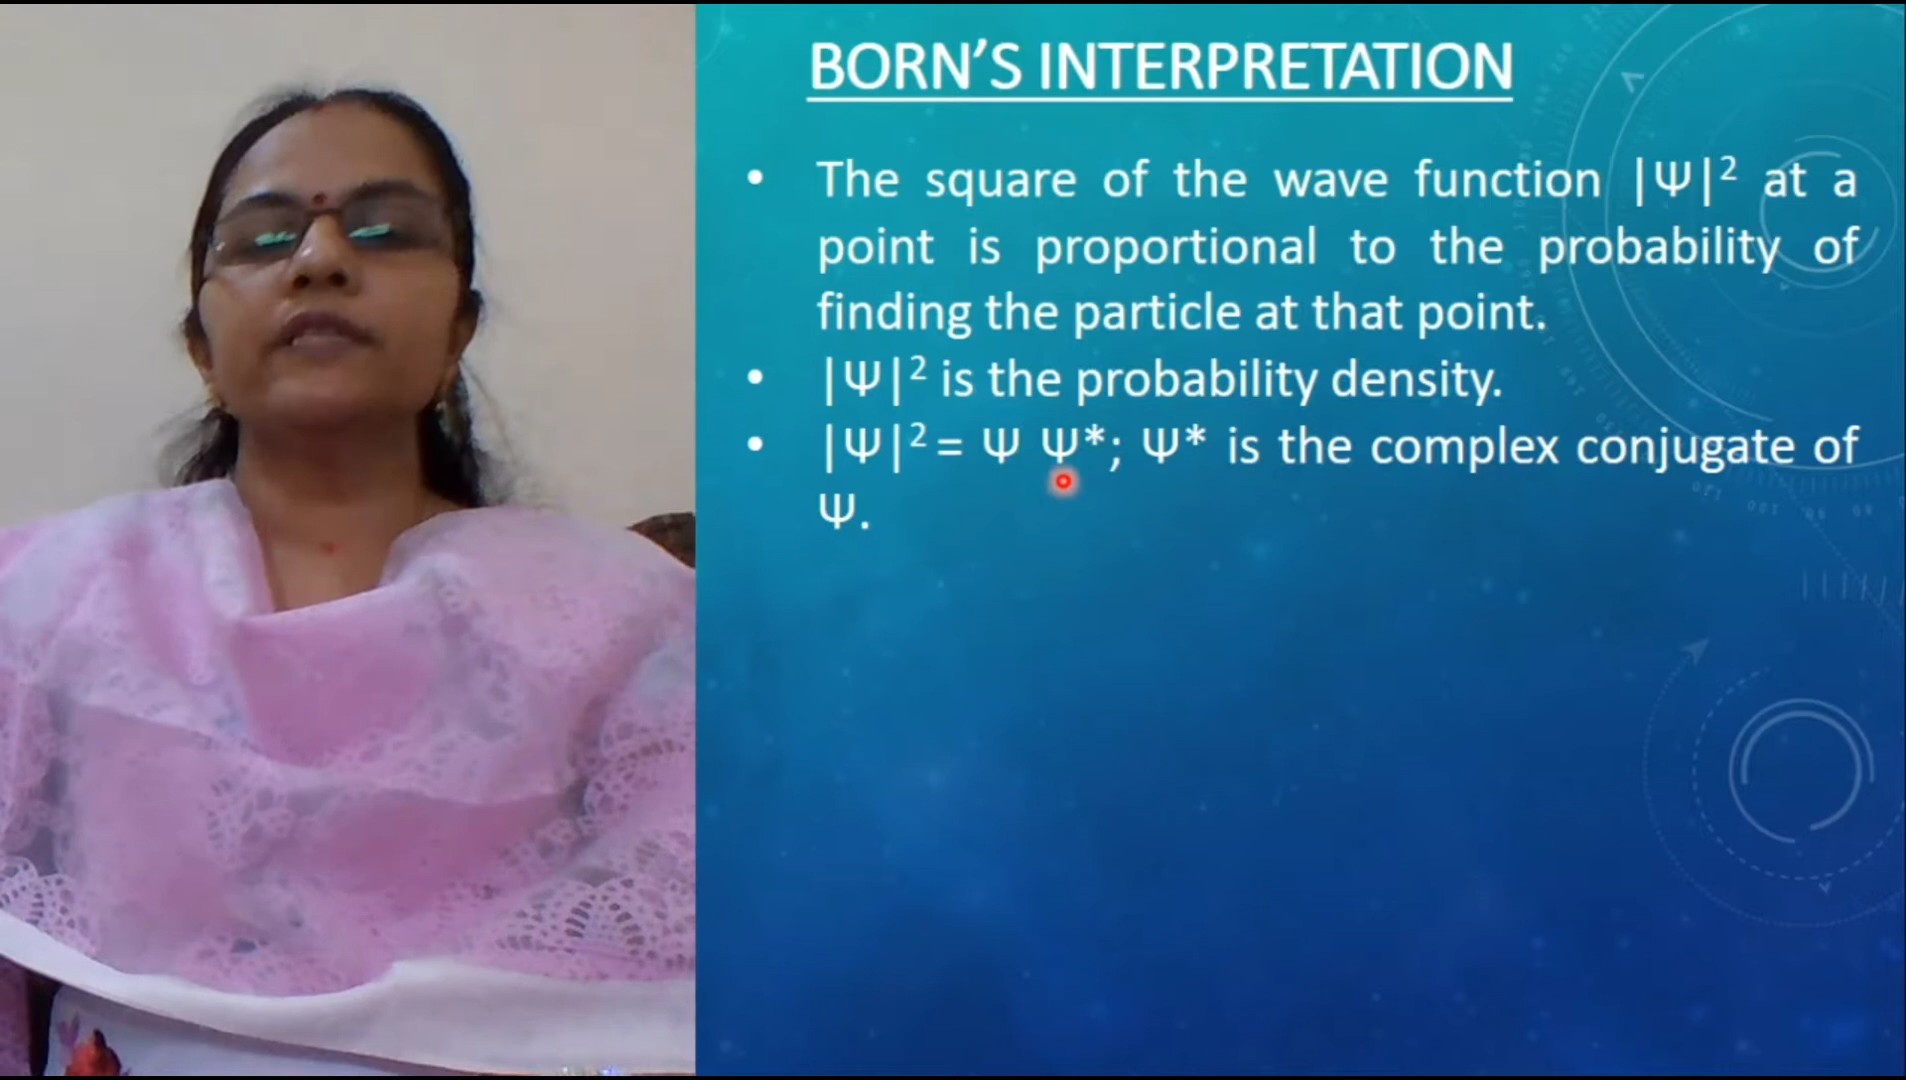 BORN’S INTERPRETATION
• The square of the wave function |Ψ|² at a
point is proportional to the probability of
finding the particle at that point.
• |Ψ|² is the probability density.
• |Ψ|² = Ψ Ψ*; Ψ* is the complex conjugate of
Ψ.